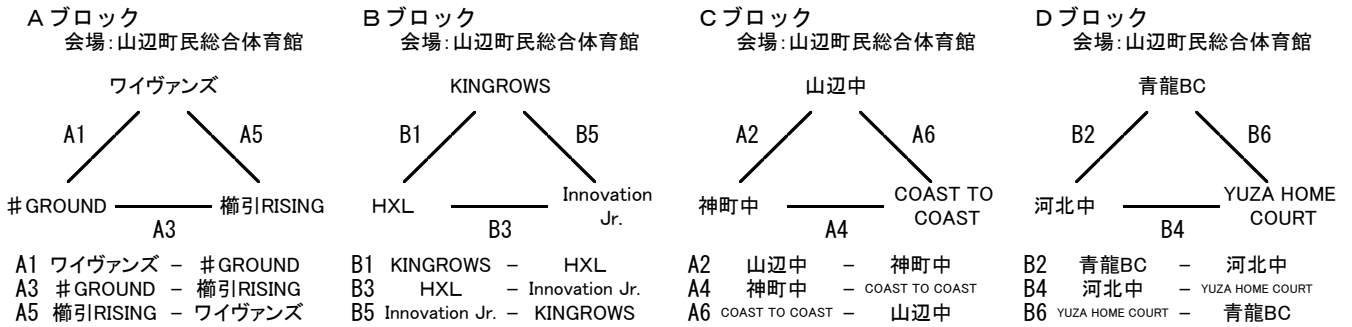 Aブロック
会場:山辺町民総合体育館
ワイヴァンズ
A1
A5
♯GROUND
櫛引RISING
A3
A1 ワイヴァンズ － ♯GROUND
A3 ♯GROUND － 櫛引RISING
A5 櫛引RISING － ワイヴァンズ
Bブロック
会場:山辺町民総合体育館
KINGROWS
B1
B5
HXL
Innovation
Jr.
B3
B1 KINGROWS － HXL
B3 HXL － Innovation Jr.
B5 Innovation Jr. － KINGROWS
Cブロック
会場:山辺町民総合体育館
山辺中
A2
A6
神町中
COAST TO
COAST
A4
A2 山辺中 － 神町中
A4 神町中 － COAST TO COAST
A6 COAST TO COAST － 山辺中
Dブロック
会場:山辺町民総合体育館
青龍BC
B2
B6
河北中
YUZA HOME
COURT
B4
B2 青龍BC － 河北中
B4 河北中 － YUZA HOME COURT
B6 YUZA HOME COURT － 青龍BC